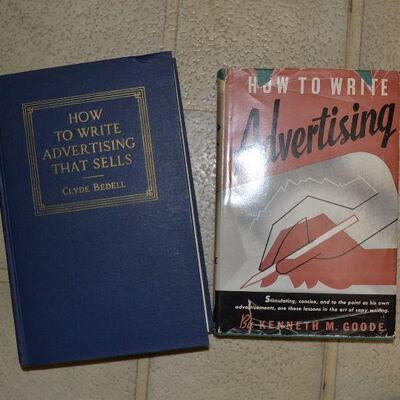 HOW
TO WRITE
ADVERTISING
THAT SELLS
CLYDE BEDELL
HOW TO WRITE
Advertising
Stimulating, concise, and to the point as his own
advertisements, are these lessons in the art of copy writing.
By KENNETH M. GOODE